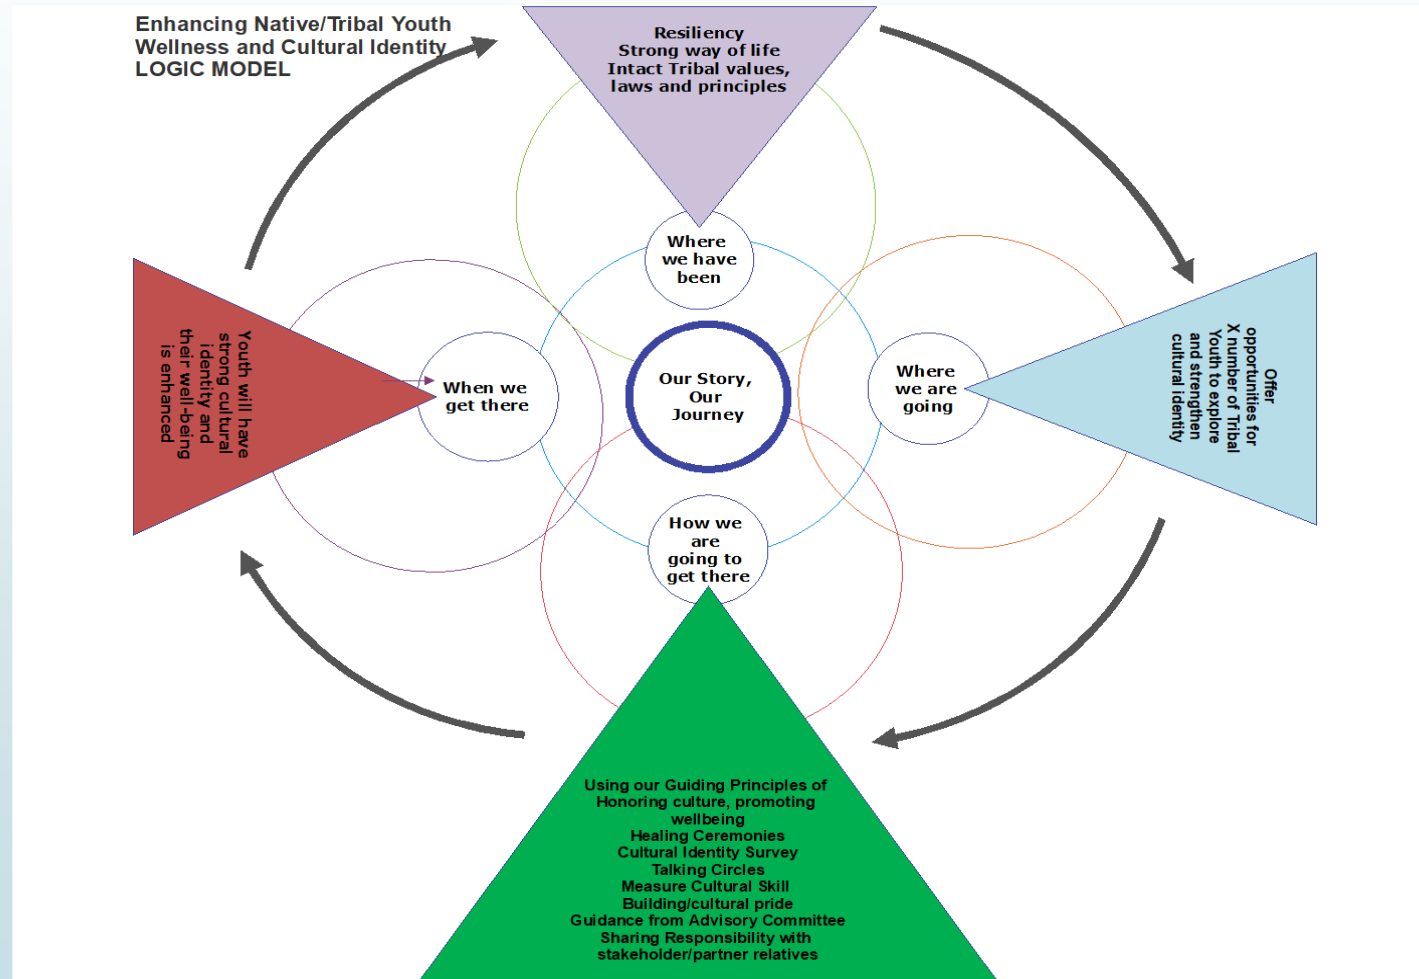 Enhancing Native/Tribal Youth
Wellness and Cultural Identity
LOGIC MODEL
Resiliency
Strong way of life
Intact Tribal values,
laws and principles
Where
we have
been
Offer
opportunities for
X number of Tribal
Youth to explore
and strengthen
cultural identity
Where
we are
going
Our Story,
Our
Journey
When we
get there
Youth will have
strong cultural
identity and
their well-being
is enhanced
How we
are
going to
get there
Using our Guiding Principles of
Honoring culture, promoting
wellbeing
Healing Ceremonies
Cultural Identity Survey
Talking Circles
Measure Cultural Skill
Building/cultural pride
Guidance from Advisory Committee
Sharing Responsibility with
stakeholder/partner relatives